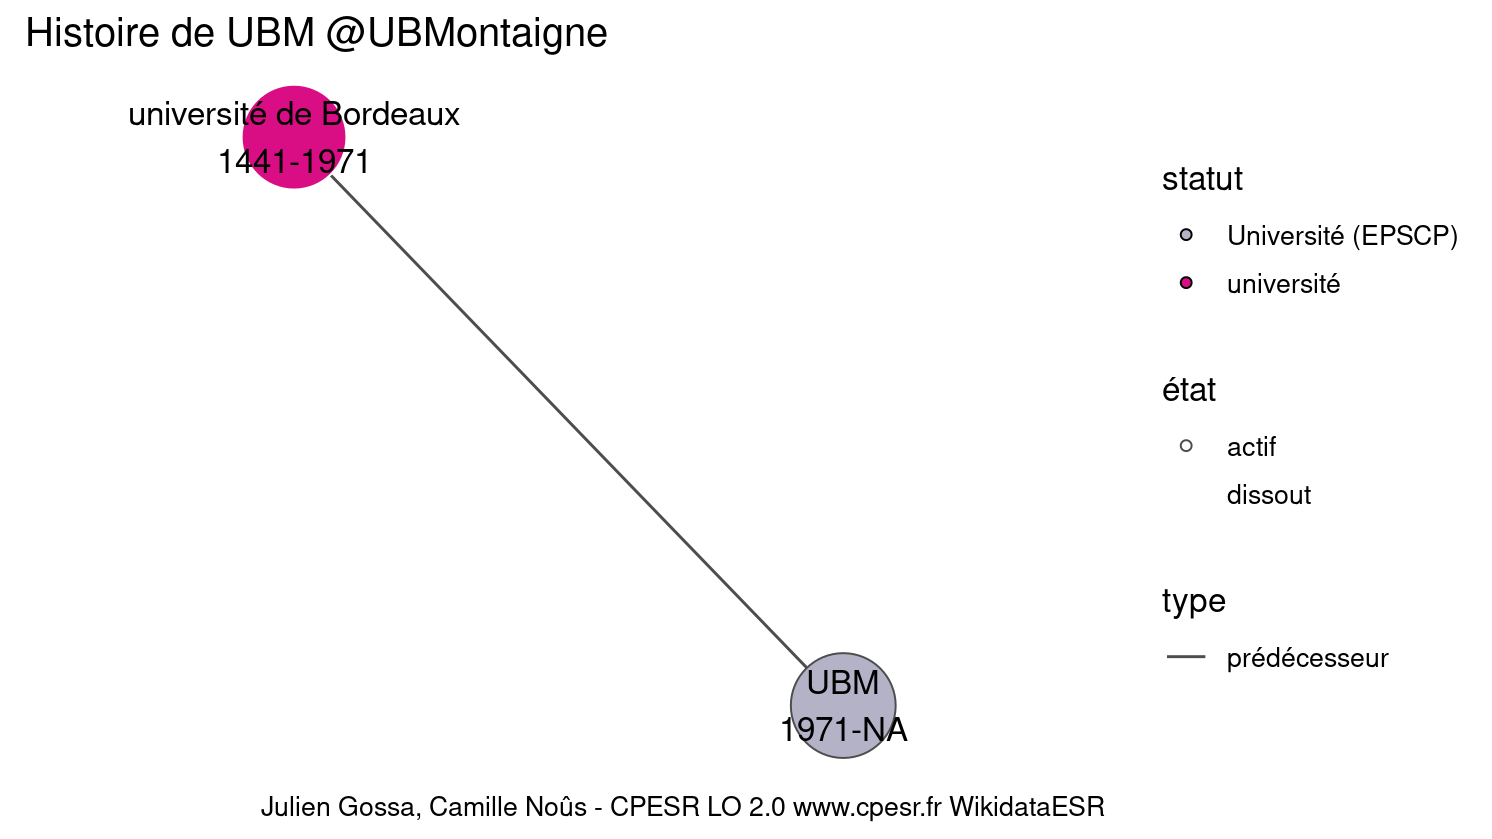 Histoire de UBM @UBMontaigne
université de Bordeaux
1441-1971
statut
Université (EPSCP)
université
état
actif
dissout
type
prédécesseur
UBM
1971-NA
Julien Gossa, Camille Noûs - CPESR LO 2.0 www.cpesr.fr WikidataESR